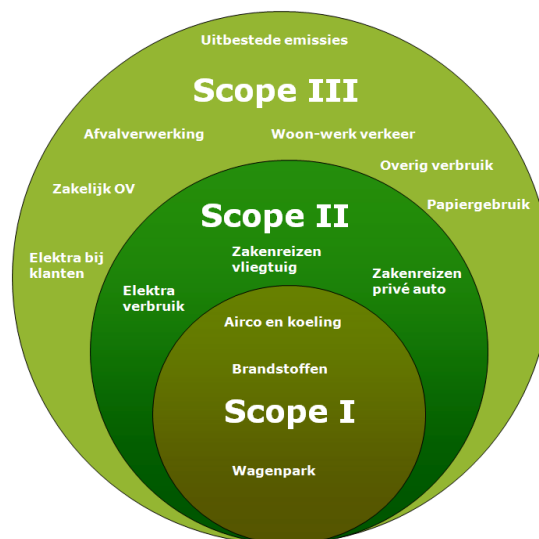 Uitbestede emissies
Scope III
Afvalverwerking
Woon-werk verkeer
Overig verbruik
Zakelijk OV
Papiergebruik
Scope II
Elektra bij
klanten
Zakenreizen
vliegtuig
Zakenreizen
privé auto
Elektra
verbruik
Airco en koeling
Brandstoffen
Scope I
Wagenpark